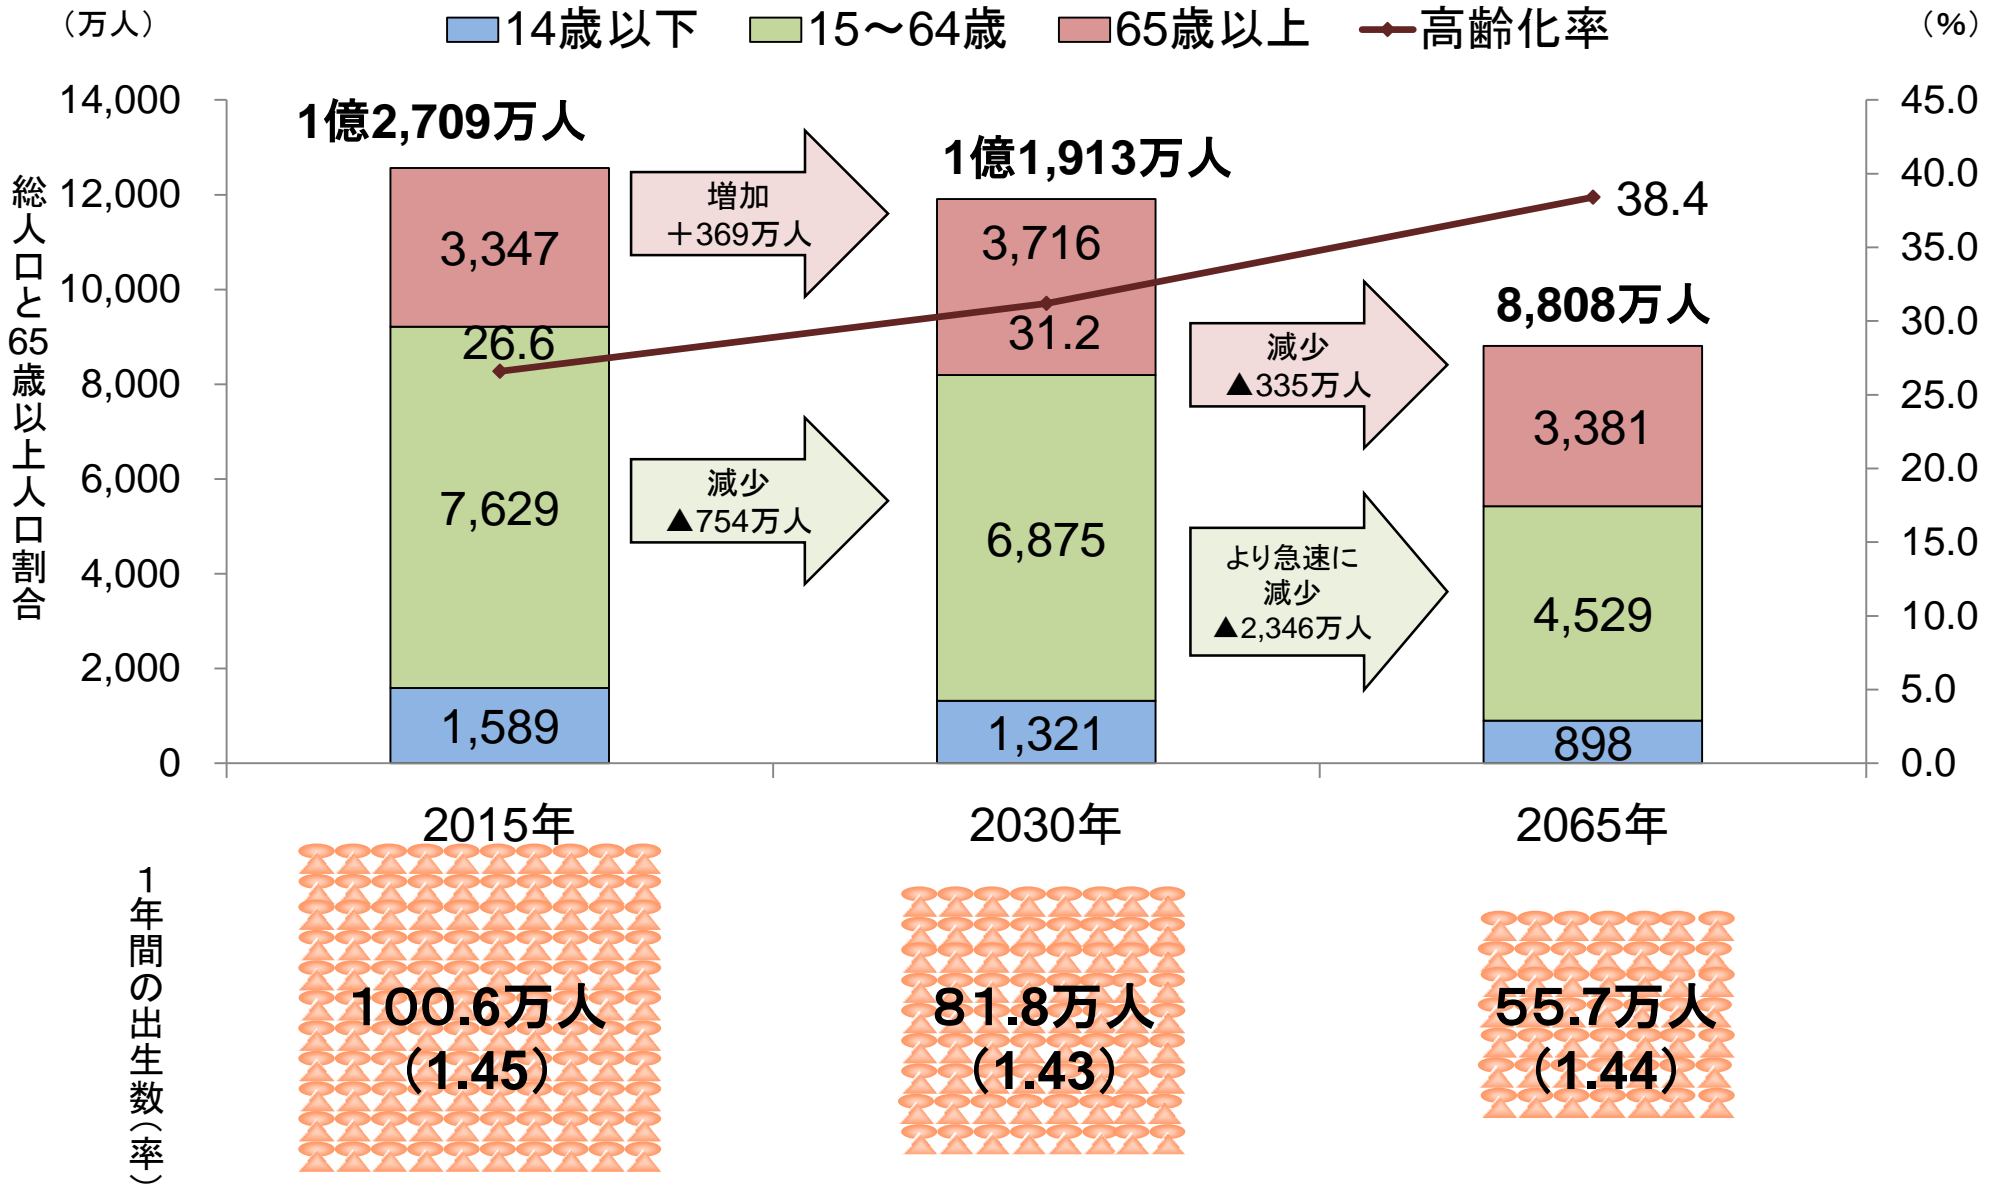 （万人）
14歳以下 15～64歳 65歳以上 高齢化率
（%）
総人口と65歳以上人口割合
14,000
12,000
10,000
8,000
6,000
4,000
2,000
0
45.0
40.0
35.0
30.0
25.0
20.0
15.0
10.0
5.0
0.0
1億2,709万人
3,347
26.6
7,629
1,589
増加
＋369万人
減少
▲754万人
1億1,913万人
3,716
31.2
6,875
1,321
減少
▲335万人
より急速に
減少
▲2,346万人
38.4
8,808万人
3,381
4,529
898
2015年 2030年 2065年
１年間の出生数（率）
１００.6万人
（1.45）
８１.8万人
（1.43）
５５.7万人
（1.44）